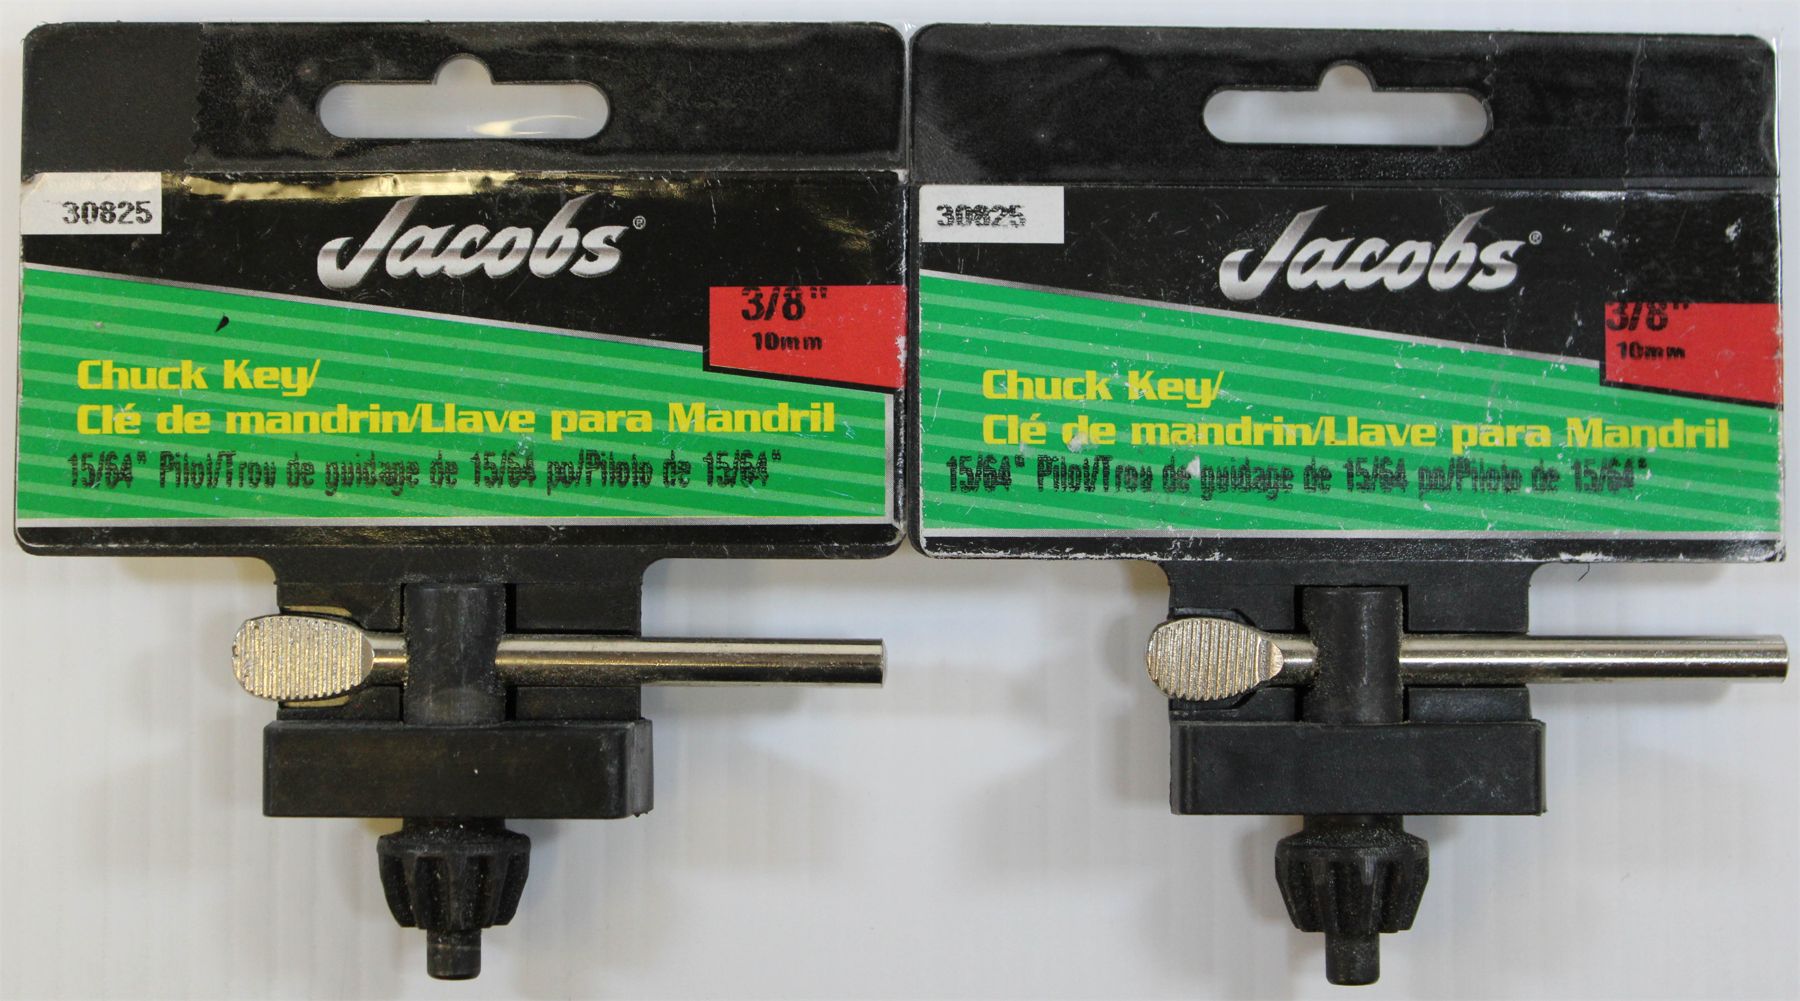 30825
Jacobs®
3/8"
10mm
Chuck Key/
Clé de mandrin/Llave para Mandril
15/64" Pilot/Trou de guidage de 15/64 po/Piloto de 15/64"
30825
Jacobs®
3/8"
10mm
Chuck Key/
Clé de mandrin/Llave para Mandril
15/64" Pilot/Trou de guidage de 15/64 po/Piloto de 15/64"